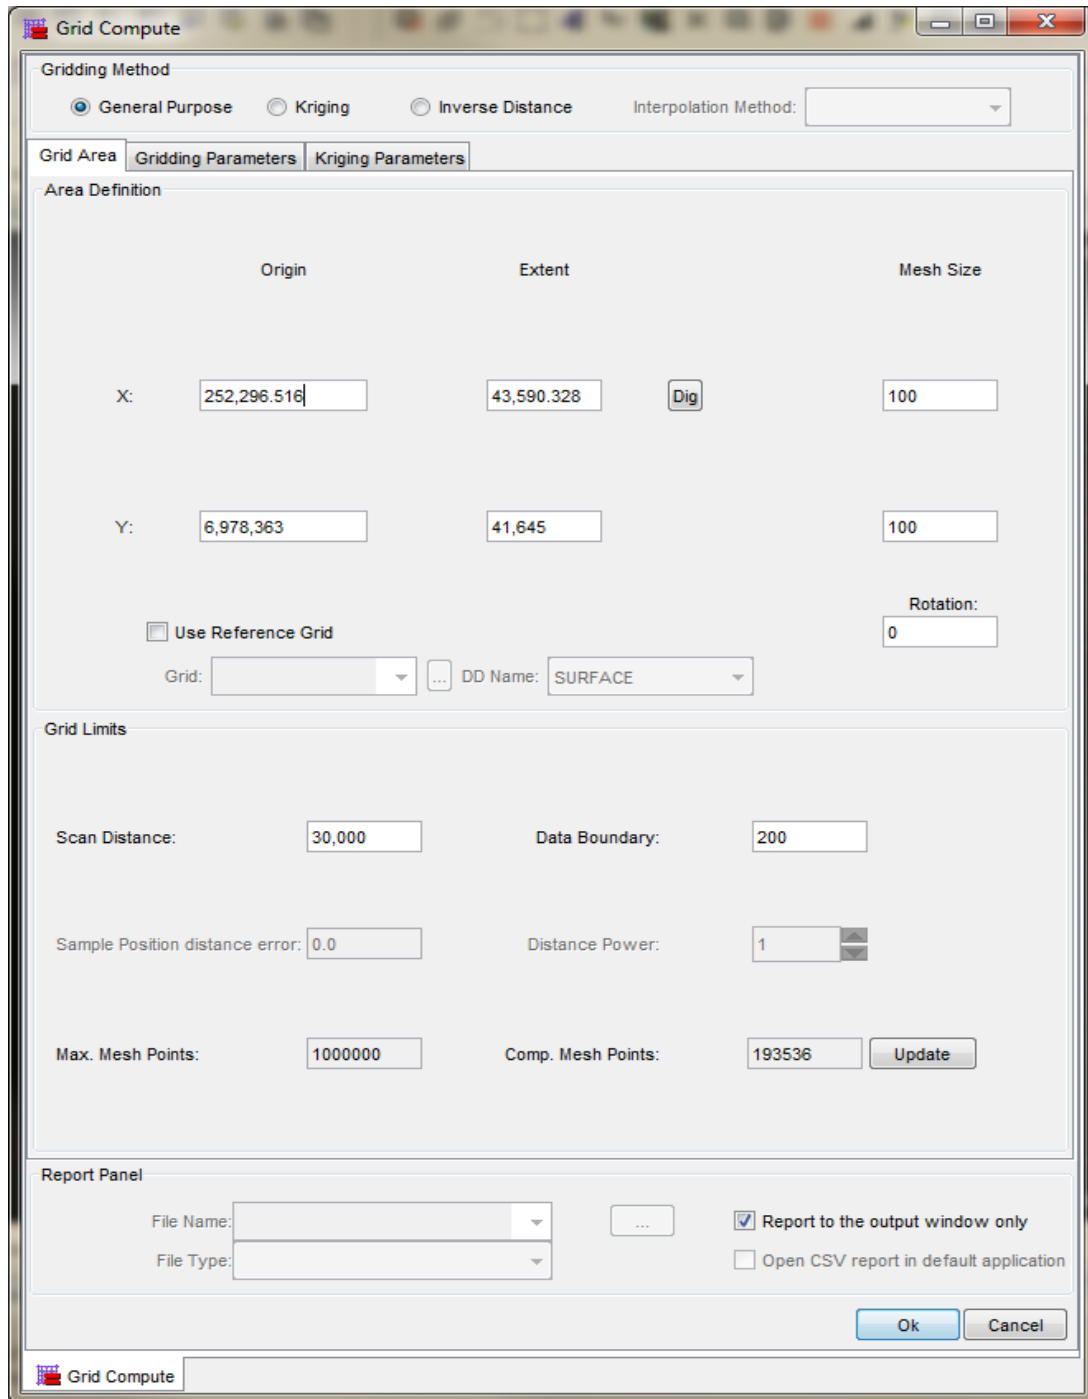 Grid Compute
Gridding Method
General Purpose Kriging Inverse Distance Interpolation Method:
Grid Area Gridding Parameters Kriging Parameters
Area Definition
Origin Extent Mesh Size
X: 252,296.516 43,590.328 Dig 100
Y: 6,978,363 41,645 100
Rotation:
Use Reference Grid 0
Grid: ... DD Name: SURFACE
Grid Limits
Scan Distance: 30,000 Data Boundary: 200
Sample Position distance error: 0.0 Distance Power: 1
Max. Mesh Points: 1000000 Comp. Mesh Points: 193536 Update
Report Panel
File Name: ... Report to the output window only
File Type: Open CSV report in default application
Ok Cancel
Grid Compute